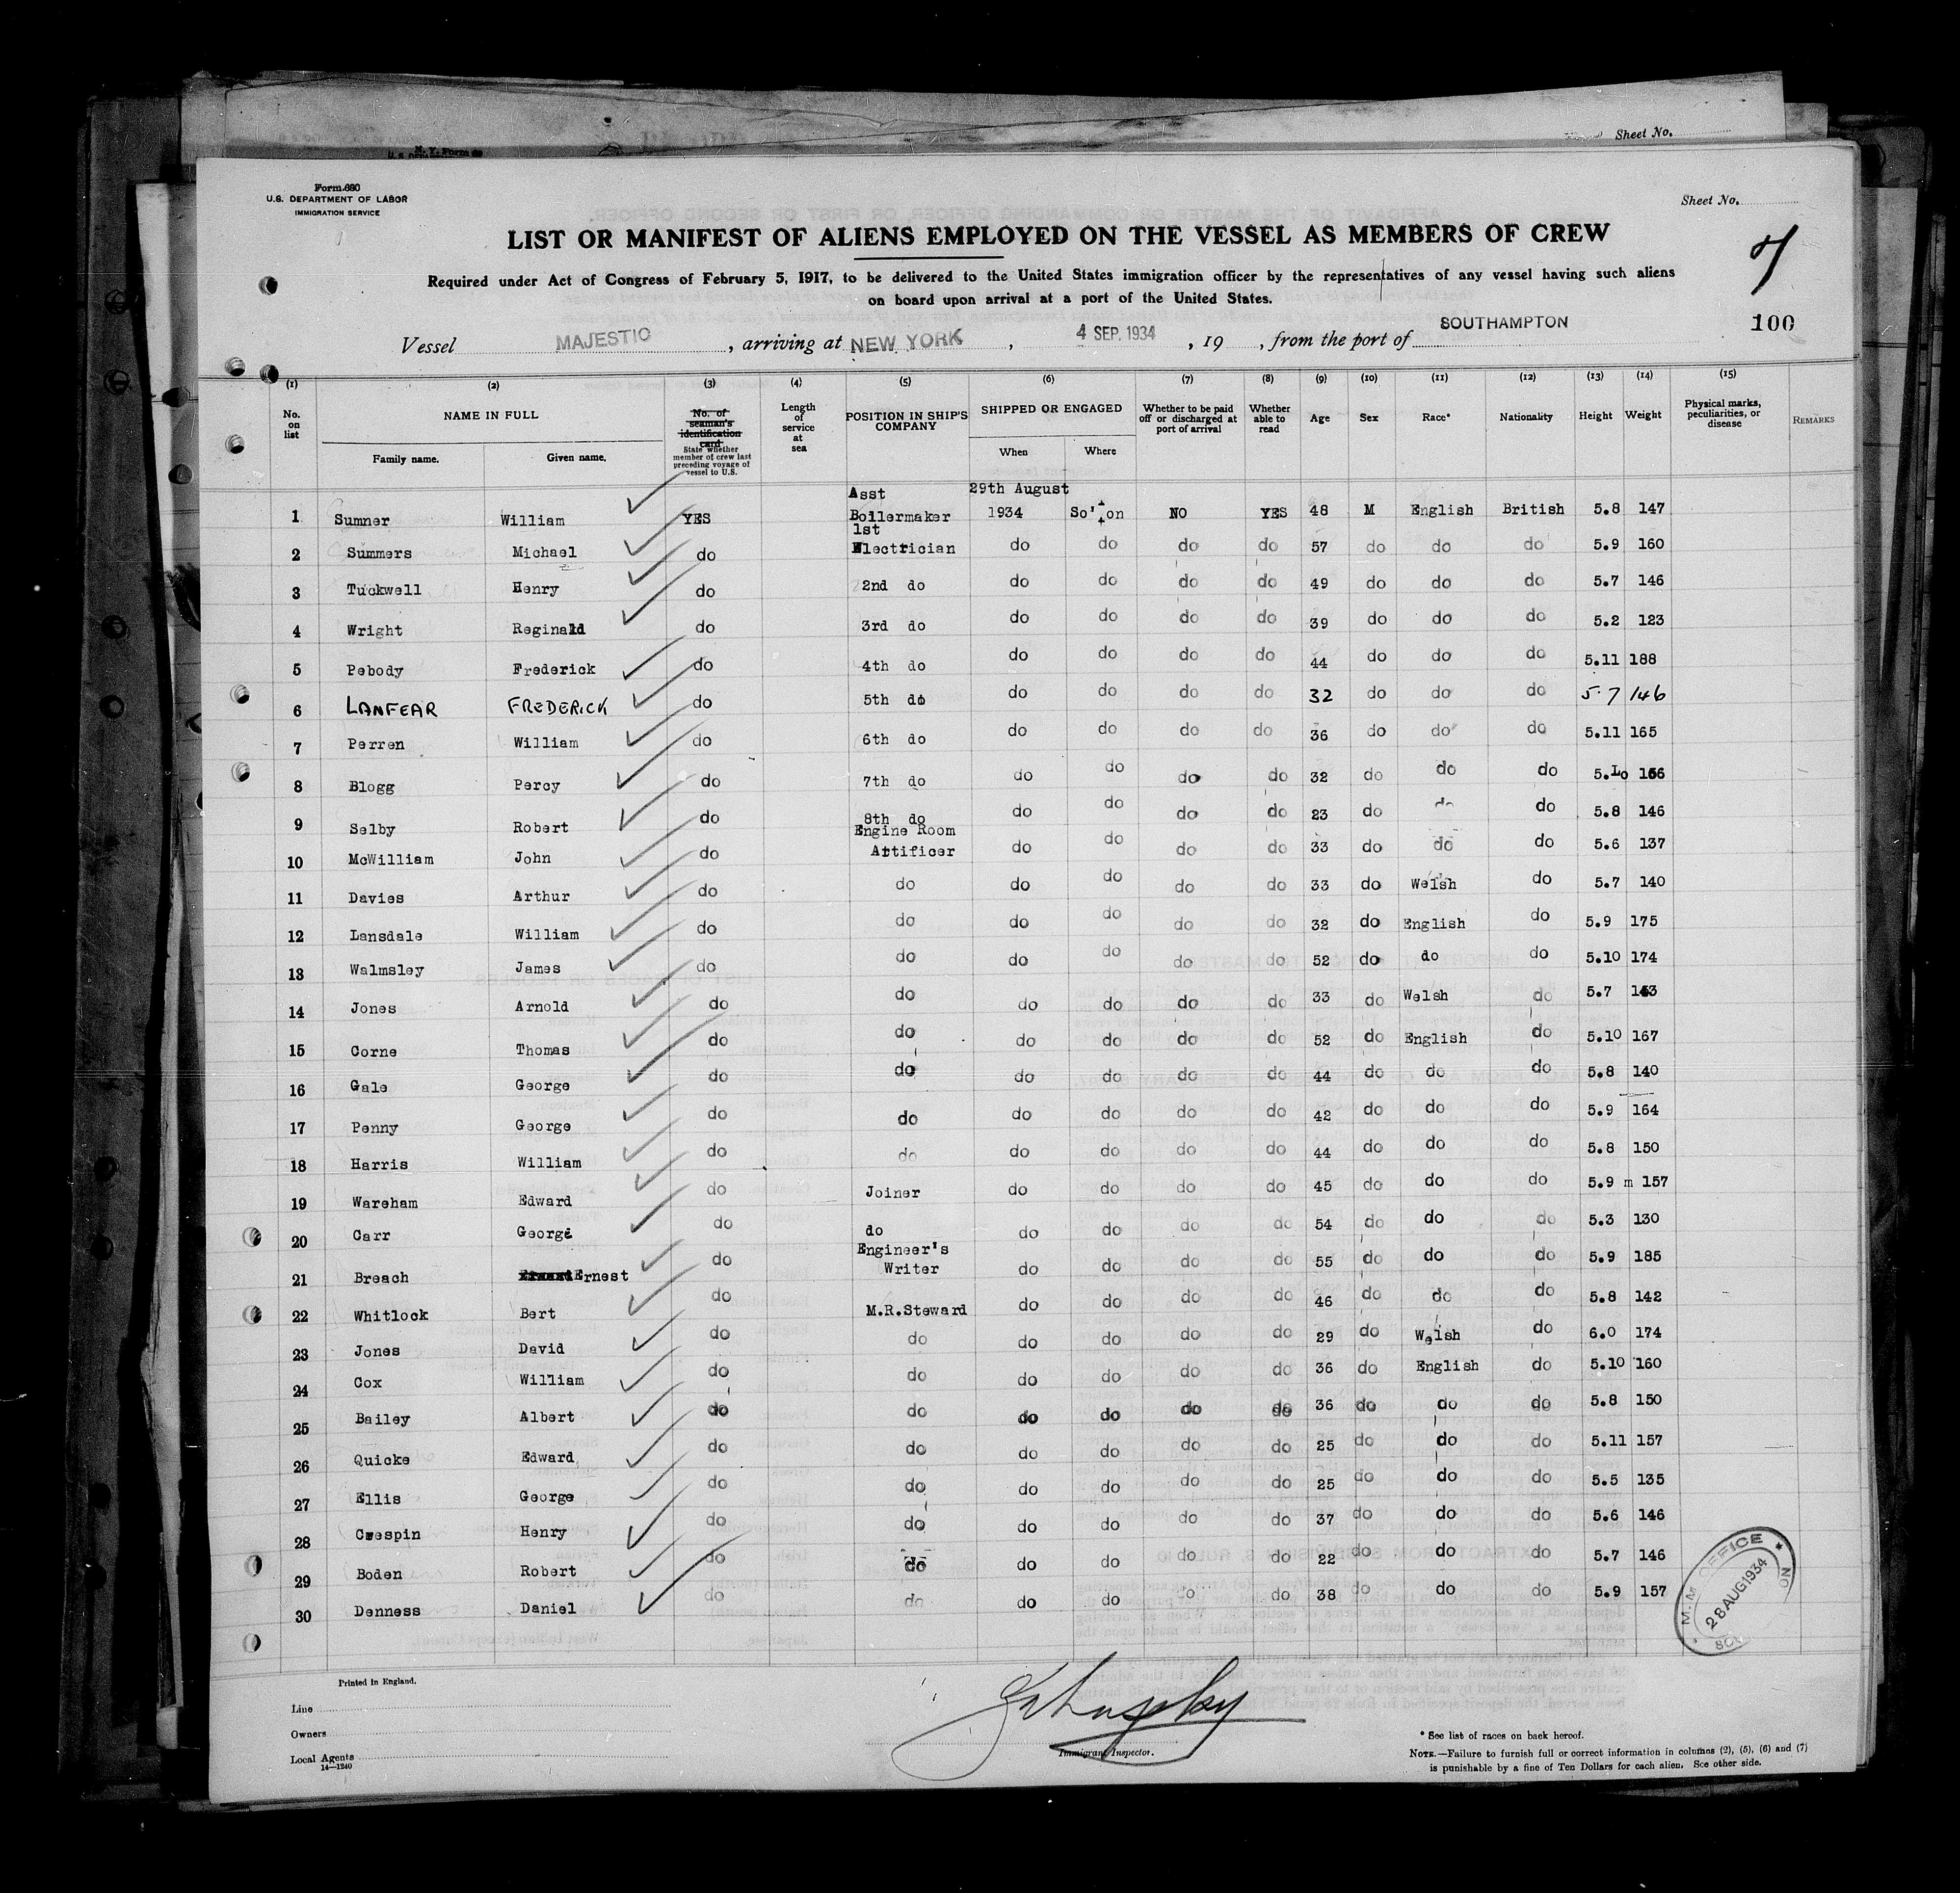 Sheet No.
Form 680
U.S. DEPARTMENT OF LABOR
IMMIGRATION SERVICE
Sheet No.
LIST OR MANIFEST OF ALIENS EMPLOYED ON THE VESSEL AS MEMBERS OF CREW
Required under Act of Congress of February 5, 1917, to be delivered to the United States immigration officer by the representatives of any vessel having such aliens
on board upon arrival at a port of the United States.
Vessel MAJESTIC, arriving at NEW YORK, 4 SEP. 1934, 19 , from the port of SOUTHAMPTON 100
(1) (2) (3) (4) (5) (6) (7) (8) (9) (10) (11) (12) (13) (14) (15)
No. on list NAME IN FULL Family name. Given name. No. of seaman's identification card State whether member of crew last preceding voyage of vessel to U.S. Length of service at sea POSITION IN SHIP'S COMPANY SHIPPED OR ENGAGED When Where Whether to be paid off or discharged at port of arrival Whether able to read Age Sex Race* Nationality Height Weight Physical marks, peculiarities, or disease REMARKS
1 Sumner William YES Asst Boilermaker 29th August 1934 So'ton NO YES 48 M English British 5.8 147
2 Summers Michael do 1st Electrician do do do do 57 do do do 5.9 160
3 Tuckwell Henry do 2nd do do do do do 49 do do do 5.7 146
4 Wright Reginald do 3rd do do do do do 39 do do do 5.2 123
5 Pebody Frederick do 4th do do do do do 44 do do do 5.11 188
6 LANFEAR FREDERICK do 5th do do do do do 32 do do do 5.7 146
7 Perren William do 6th do do do do do 36 do do do 5.11 165
8 Blogg Percy do 7th do do do do do 32 do do do 5.10 166
9 Selby Robert do 8th do do do do do 23 do do do 5.8 146
10 McWilliam John do Engine Room Artificer do do do do 33 do do do 5.6 137
11 Davies Arthur do do do do do do 33 do Welsh do 5.7 140
12 Lansdale William do do do do do do 32 do English do 5.9 175
13 Walmsley James do do do do do do 52 do do do 5.10 174
14 Jones Arnold do do do do do do 33 do Welsh do 5.7 143
15 Corne Thomas do do do do do do 52 do English do 5.10 167
16 Gale George do do do do do do 44 do do do 5.8 140
17 Penny George do do do do do do 42 do do do 5.9 164
18 Harris William do do do do do do 44 do do do 5.8 150
19 Wareham Edward do Joiner do do do do 45 do do do 5.9 m 157
20 Carr George do do do do do do 54 do do do 5.3 130
21 Breach Ernest do Engineer's Writer do do do do 55 do do do 5.9 185
22 Whitlock Bert do M.R.Steward do do do do 46 do do do 5.8 142
23 Jones David do do do do do do 29 do Welsh do 6.0 174
24 Cox William do do do do do do 36 do English do 5.10 160
25 Bailey Albert do do do do do do 36 do do do 5.8 150
26 Quicke Edward do do do do do do 25 do do do 5.11 157
27 Ellis George do do do do do do 25 do do do 5.5 135
28 Crespin Henry do do do do do do 37 do do do 5.6 146
29 Boden Robert do do do do do do 22 do do do 5.7 146
30 Denness Daniel do do do do do do 38 do do do 5.9 157
M.M. OFFICE
28 AUG 1934
Printed in England.
Line
Owners
Local Agents
14—1240
Immigrant Inspector.
* See list of races on back hereof.
NOTE.—Failure to furnish full or correct information in columns (2), (5), (6) and (7)
is punishable by a fine of Ten Dollars for each alien. See other side.